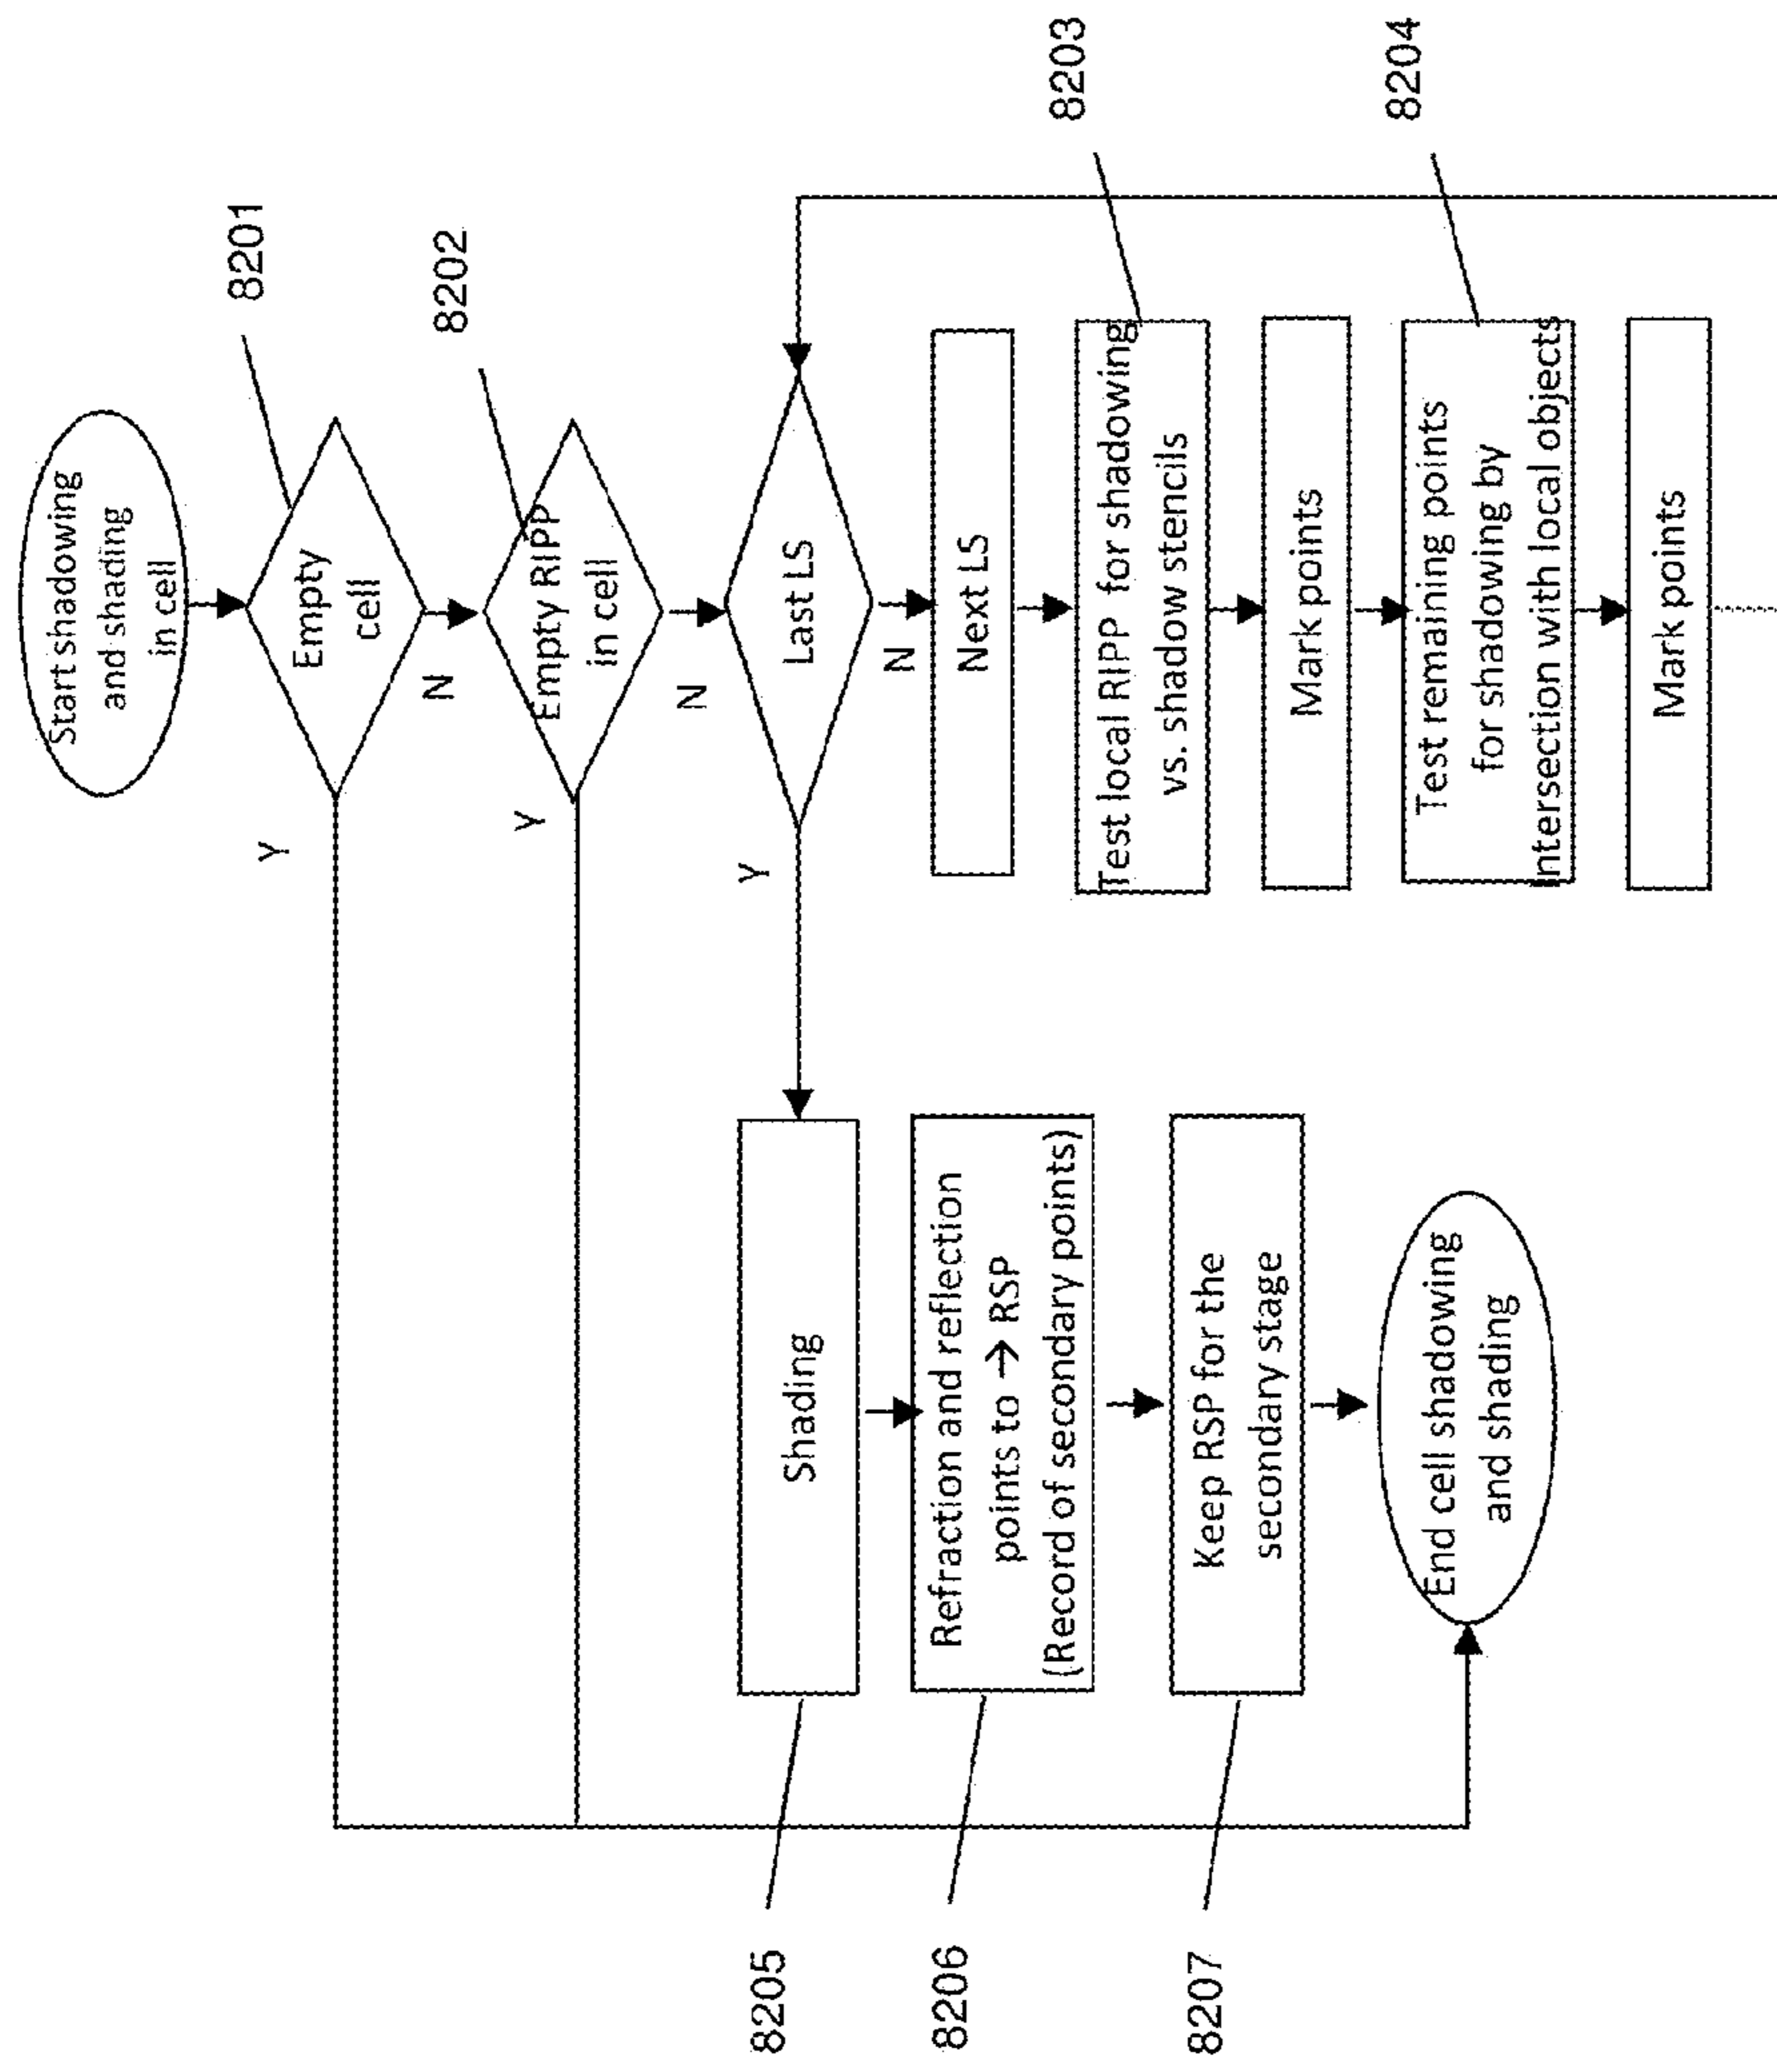 Start shadowing
and shading
in cell
8201
Empty
cell
Y
N
8202
Empty RIPP
in cell
Y
N
Last LS
Y
N
Next LS
8203
Test local RIPP for shadowing
vs. shadow stencils
Mark points
8204
Test remaining points
for shadowing by
Intersection with local objects
Mark points
Shading
8205
Refraction and reflection
points to → RSP
(Record of secondary points)
8206
Keep RSP for the
secondary stage
8207
End cell shadowing
and shading